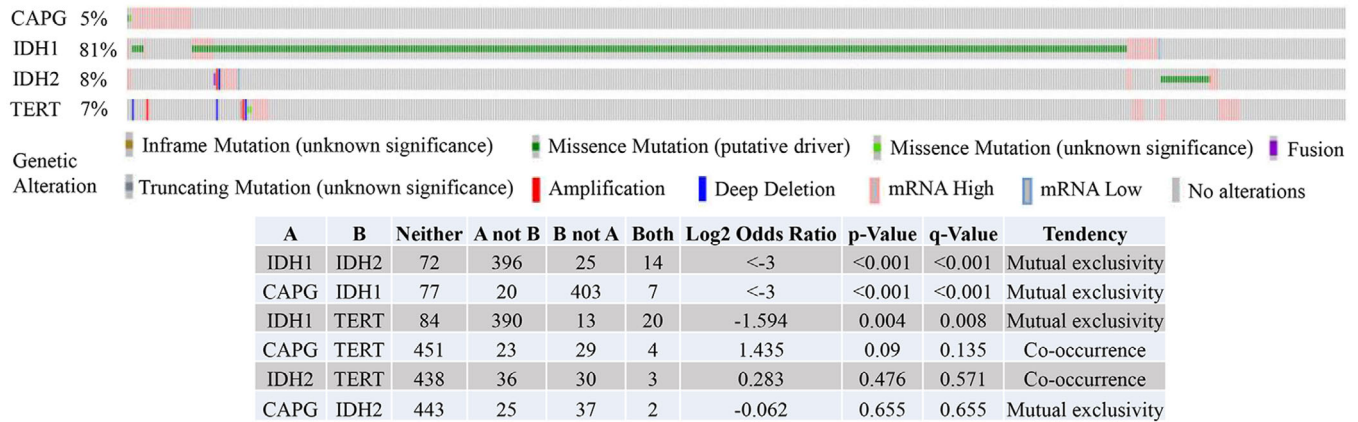 CAPG 5%
IDH1 81%
IDH2 8%
TERT 7%
Genetic Alteration
Inframe Mutation (unknown significance) Missence Mutation (putative driver) Missence Mutation (unknown significance) Fusion
Truncating Mutation (unknown significance) Amplification Deep Deletion mRNA High mRNA Low No alterations
A B Neither A not B B not A Both Log2 Odds Ratio p-Value q-Value Tendency
IDH1 IDH2 72 396 25 14 <-3 <0.001 <0.001 Mutual exclusivity
CAPG IDH1 77 20 403 7 <-3 <0.001 <0.001 Mutual exclusivity
IDH1 TERT 84 390 13 20 -1.594 0.004 0.008 Mutual exclusivity
CAPG TERT 451 23 29 4 1.435 0.09 0.135 Co-occurrence
IDH2 TERT 438 36 30 3 0.283 0.476 0.571 Co-occurrence
CAPG IDH2 443 25 37 2 -0.062 0.655 0.655 Mutual exclusivity